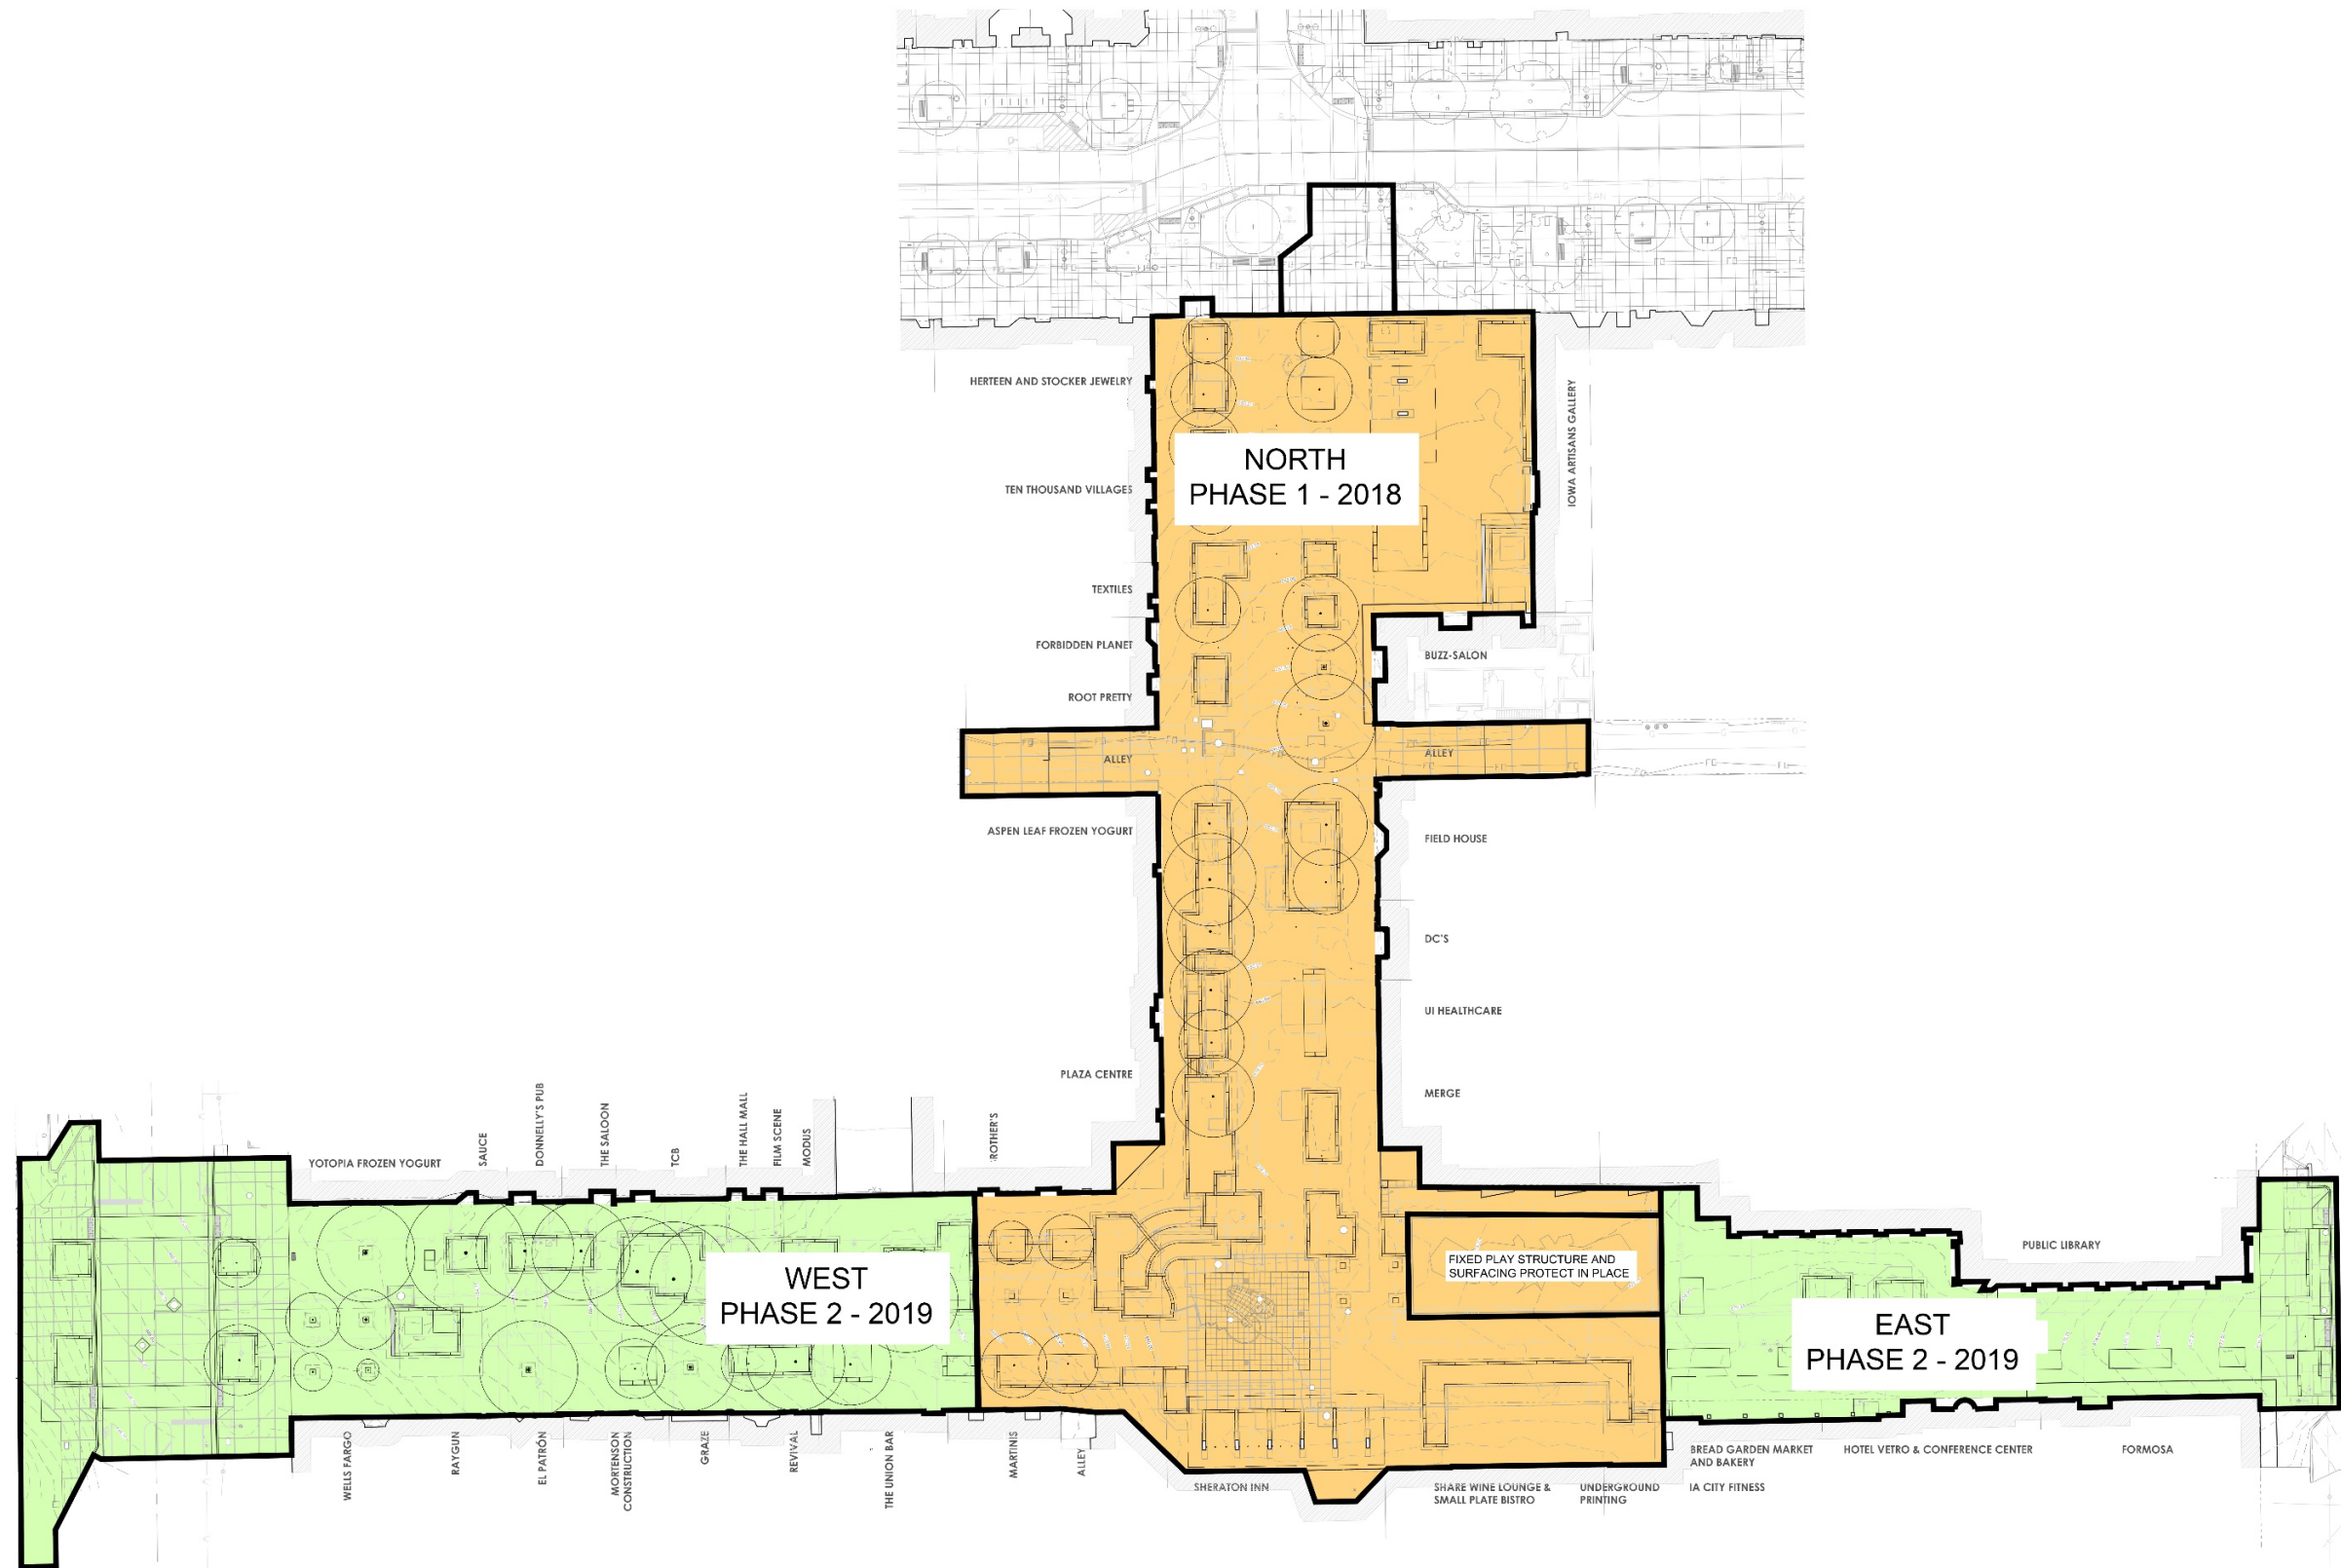 HERTEEN AND STOCKER JEWELRY
IOWA ARTISANS GALLERY
NORTH
PHASE 1 - 2018
TEN THOUSAND VILLAGES
TEXTILES
FORBIDDEN PLANET
BUZZ-SALON
ROOT PRETTY
ALLEY
ALLEY
ASPEN LEAF FROZEN YOGURT
FIELD HOUSE
DC'S
UI HEALTHCARE
PLAZA CENTRE
MERGE
YOTOPIA FROZEN YOGURT
SAUCE
DONNELLY'S PUB
THE SALOON
TCB
THE HALL MALL
FILM SCENE
MODUS
ROTHER'S
PUBLIC LIBRARY
FIXED PLAY STRUCTURE AND
SURFACING PROTECT IN PLACE
WEST
PHASE 2 - 2019
EAST
PHASE 2 - 2019
WELLS FARGO
RAYGUN
EL PATRÓN
MORTENSON
CONSTRUCTION
GRAZE
REVIVAL
THE UNION BAR
MARTINIS
ALLEY
SHERATON INN
SHARE WINE LOUNGE &
SMALL PLATE BISTRO
UNDERGROUND
PRINTING
BREAD GARDEN MARKET
AND BAKERY
IA CITY FITNESS
HOTEL VETRO & CONFERENCE CENTER
FORMOSA